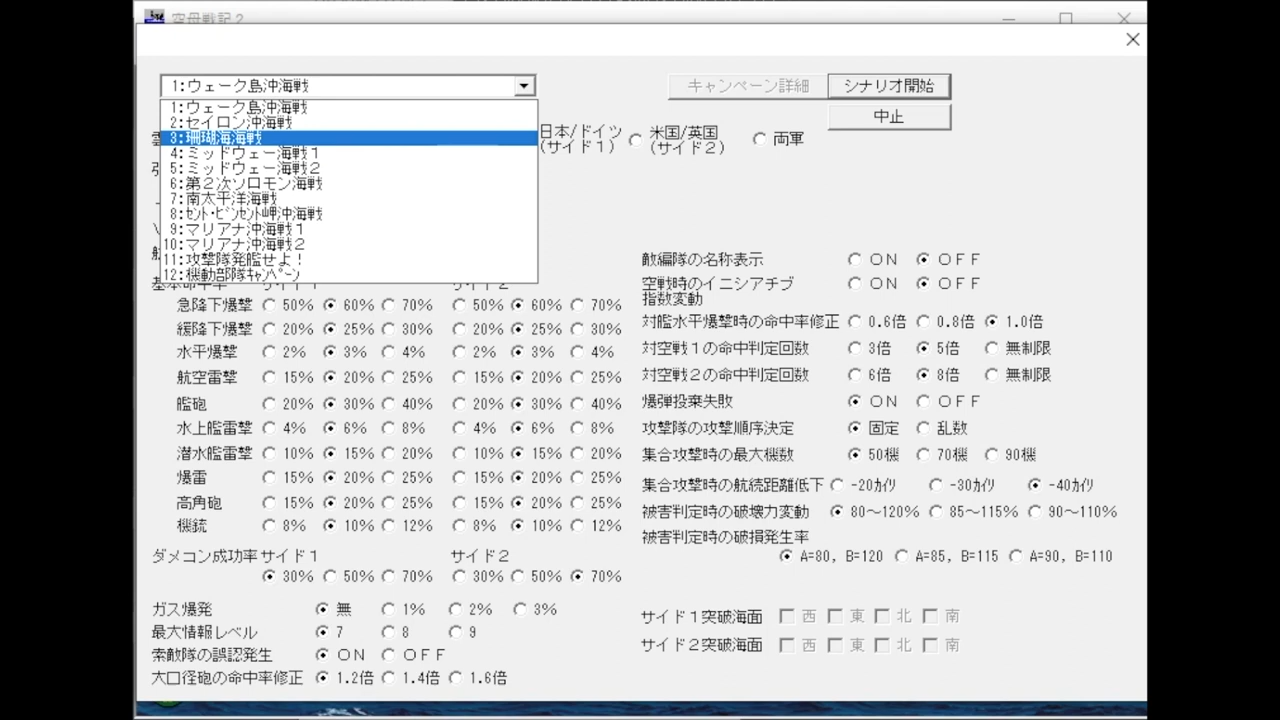 空母戦記２
1:ウェーク島沖海戦
キャンペーン詳細 シナリオ開始
中止
1:ウェーク島沖海戦
2:セイロン沖海戦
3:珊瑚海海戦
4:ミッドウェー海戦１
5:ミッドウェー海戦２
6:第２次ソロモン海戦
7:南太平洋海戦
8:ｾﾝﾄ･ﾋﾞﾝｾﾝﾄ岬沖海戦
9:マリアナ沖海戦１
10:マリアナ沖海戦２
11:攻撃隊発艦せよ！
12:機動部隊ｷｬﾝﾍﾟｰﾝ
日本/ドイツ
(サイド１)
米国/英国
(サイド２)
両軍
基本命中率 サイド１ サイド２
急降下爆撃 50% 60% 70% 50% 60% 70%
緩降下爆撃 20% 25% 30% 20% 25% 30%
水平爆撃 2% 3% 4% 2% 3% 4%
航空雷撃 15% 20% 25% 15% 20% 25%
艦砲 20% 30% 40% 20% 30% 40%
水上艦雷撃 4% 6% 8% 4% 6% 8%
潜水艦雷撃 10% 15% 20% 10% 15% 20%
爆雷 15% 20% 25% 15% 20% 25%
高角砲 15% 20% 25% 15% 20% 25%
機銃 8% 10% 12% 8% 10% 12%
ダメコン成功率 サイド１ サイド２
30% 50% 70% 30% 50% 70%
ガス爆発 無 1% 2% 3%
最大情報レベル 7 8 9
索敵隊の誤認発生 ＯＮ ＯＦＦ
大口径砲の命中率修正 1.2倍 1.4倍 1.6倍
敵編隊の名称表示 ＯＮ ＯＦＦ
空戦時のイニシアチブ
指数変動 ＯＮ ＯＦＦ
対艦水平爆撃時の命中率修正 0.6倍 0.8倍 1.0倍
対空戦１の命中判定回数 3倍 5倍 無制限
対空戦２の命中判定回数 6倍 8倍 無制限
爆弾投棄失敗 ＯＮ ＯＦＦ
攻撃隊の攻撃順序決定 固定 乱数
集合攻撃時の最大機数 50機 70機 90機
集合攻撃時の航続距離低下 -20ｶｲﾘ -30ｶｲﾘ -40ｶｲﾘ
被害判定時の破壊力変動 80～120% 85～115% 90～110%
被害判定時の破損発生率
A=80, B=120 A=85, B=115 A=90, B=110
サイド１突破海面 西 東 北 南
サイド２突破海面 西 東 北 南